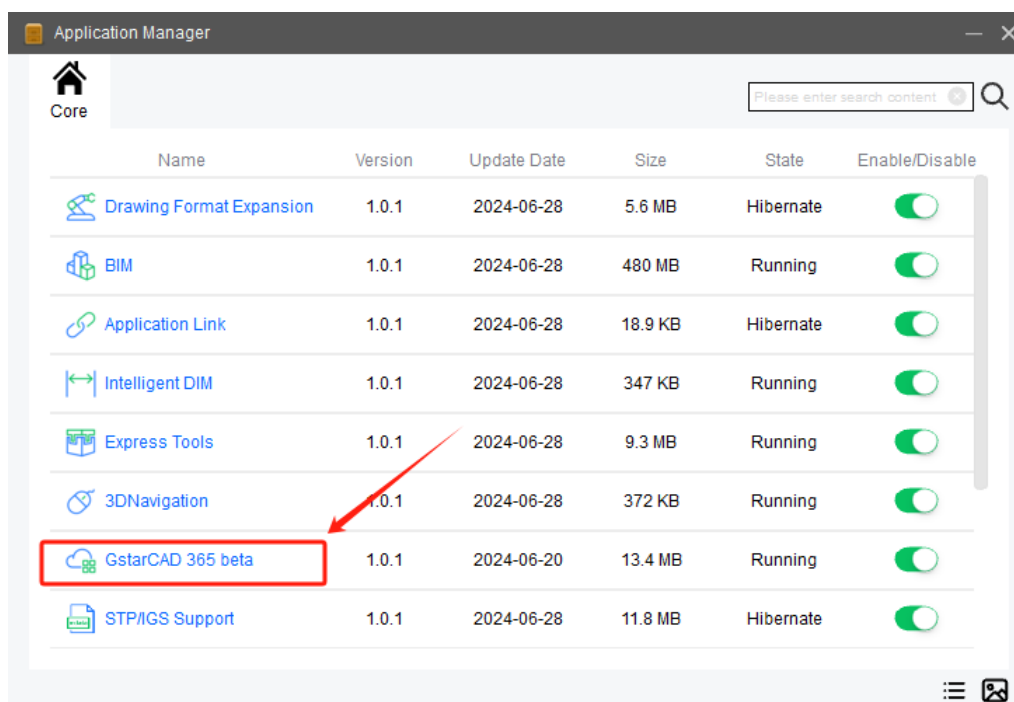 Application Manager
Core
Please enter search content
Name Version Update Date Size State Enable/Disable
Drawing Format Expansion 1.0.1 2024-06-28 5.6 MB Hibernate
BIM 1.0.1 2024-06-28 480 MB Running
Application Link 1.0.1 2024-06-28 18.9 KB Hibernate
Intelligent DIM 1.0.1 2024-06-28 347 KB Running
Express Tools 1.0.1 2024-06-28 9.3 MB Running
3DNavigation 1.0.1 2024-06-28 372 KB Running
GstarCAD 365 beta 1.0.1 2024-06-20 13.4 MB Running
STP/IGS Support 1.0.1 2024-06-28 11.8 MB Hibernate